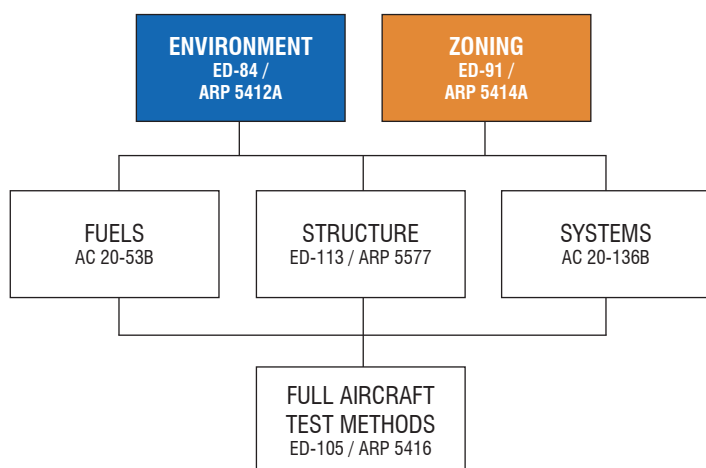 ENVIRONMENT
ED-84 /
ARP 5412A
ZONING
ED-91 /
ARP 5414A
FUELS
AC 20-53B
STRUCTURE
ED-113 / ARP 5577
SYSTEMS
AC 20-136B
FULL AIRCRAFT
TEST METHODS
ED-105 / ARP 5416